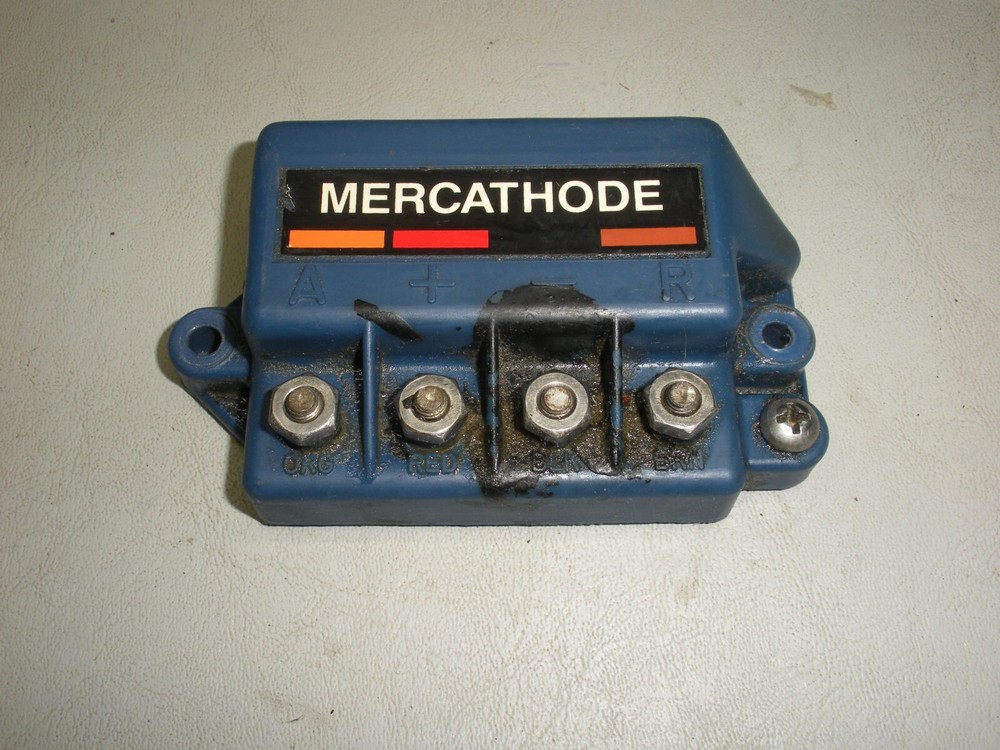 MERCATHODE
A + − R
ORG RED BLK BRN